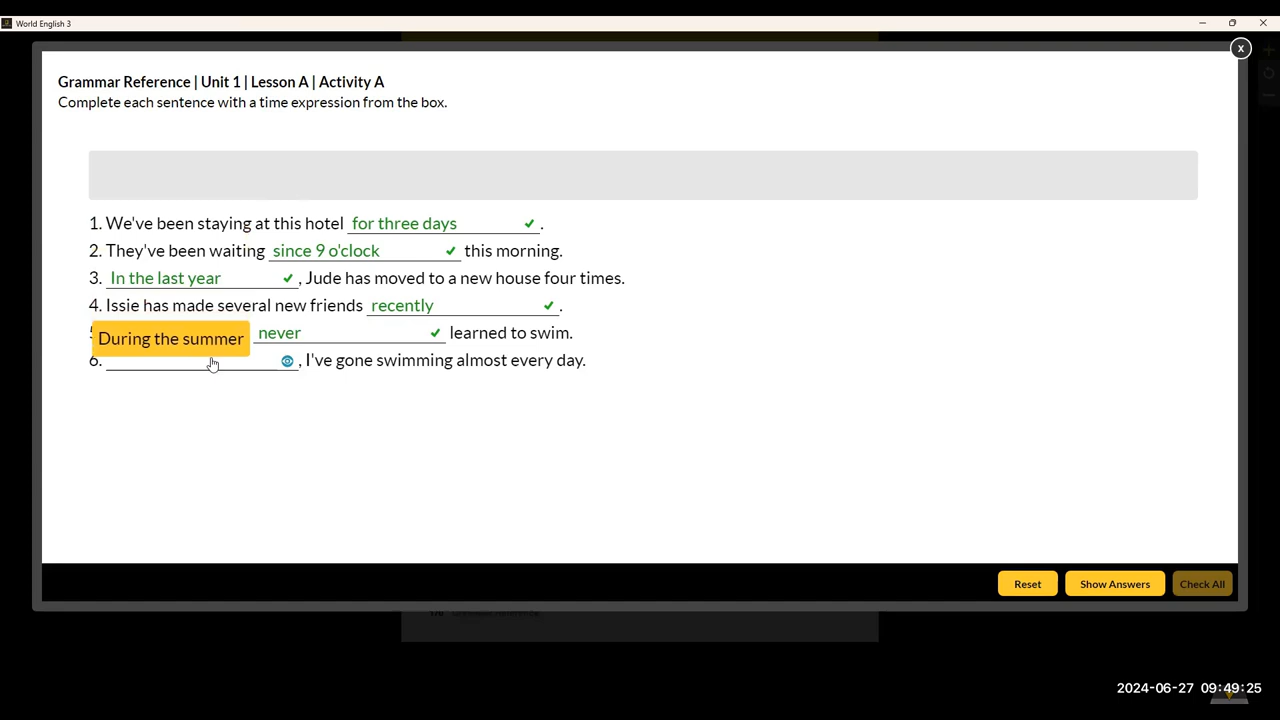 World English 3
x
Grammar Reference | Unit 1 | Lesson A | Activity A
Complete each sentence with a time expression from the box.
1. We've been staying at this hotel for three days ✔.
2. They've been waiting since 9 o'clock ✔ this morning.
3. In the last year ✔, Jude has moved to a new house four times.
4. Issie has made several new friends recently ✔.
During the summer never ✔ learned to swim.
6. ____, I've gone swimming almost every day.
Reset Show Answers Check All
2024-06-27 09:49:25